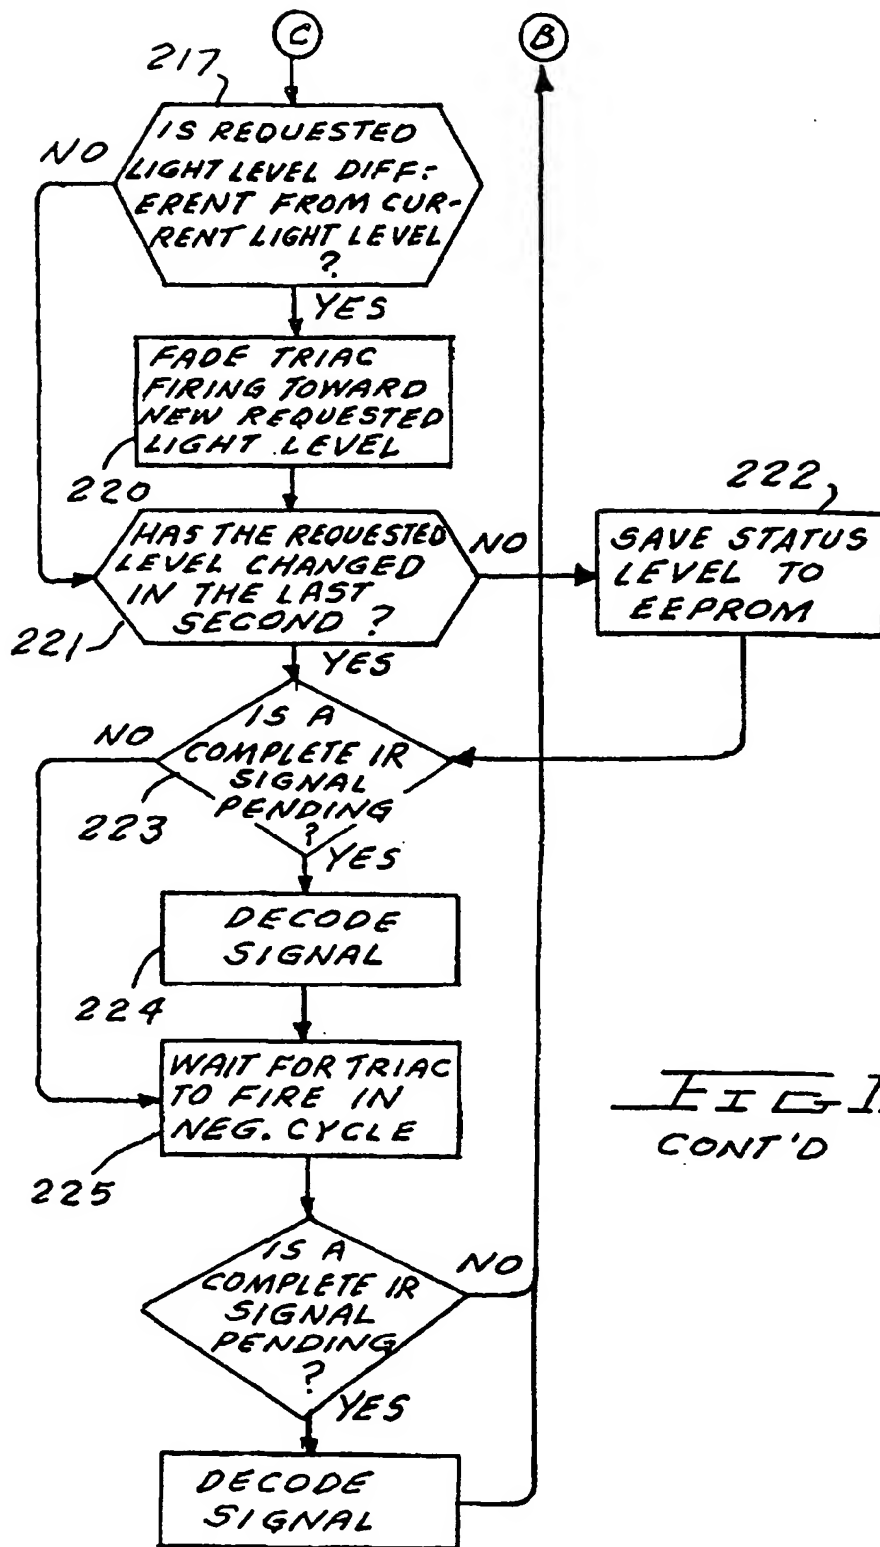 C
B
217
IS REQUESTED
LIGHT LEVEL DIFF-
ERENT FROM CUR-
RENT LIGHT LEVEL
?
NO
YES
FADE TRIAC
FIRING TOWARD
NEW REQUESTED
LIGHT LEVEL
220
HAS THE REQUESTED
LEVEL CHANGED
IN THE LAST
SECOND ?
NO
221
YES
222
SAVE STATUS
LEVEL TO
EEPROM
IS A
COMPLETE IR
SIGNAL
PENDING
?
NO
223
YES
DECODE
SIGNAL
224
WAIT FOR TRIAC
TO FIRE IN
NEG. CYCLE
225
FIG
CONT'D
IS A
COMPLETE IR
SIGNAL
PENDING
?
NO
YES
DECODE
SIGNAL